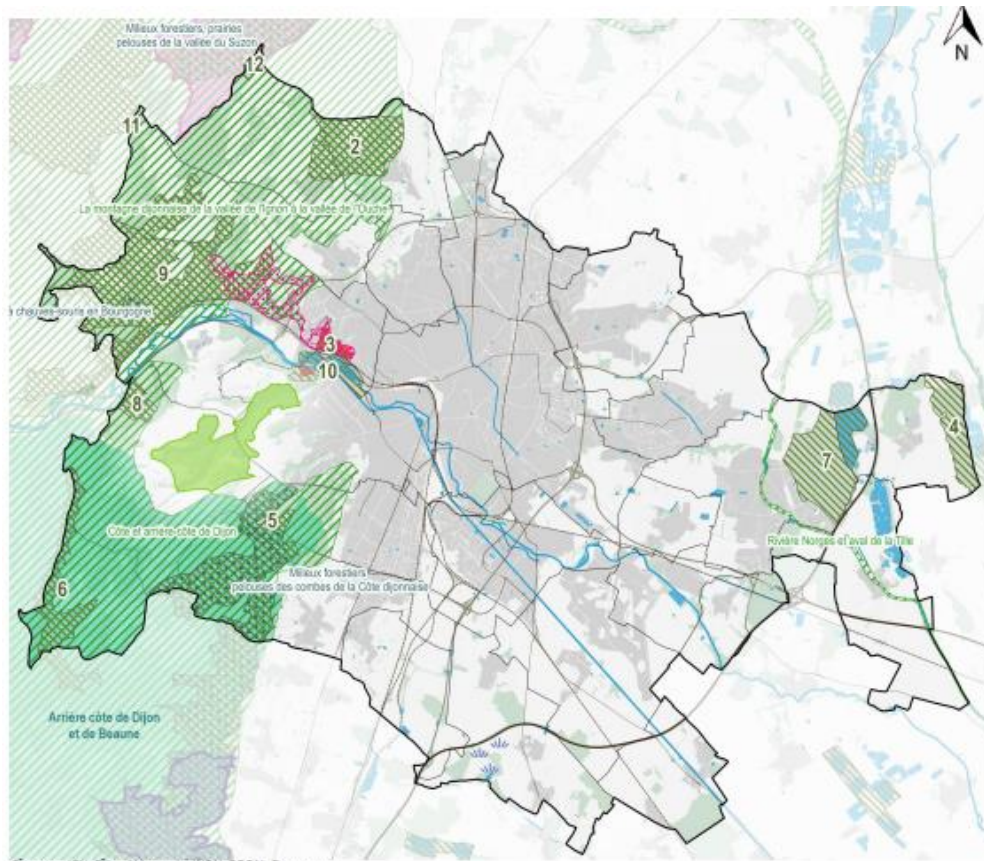 Milieux forestiers, prairies
pelouses de la vallée du Suzon
12
N
11
2
La montagne dijonnaise de la vallée de l'Ignon à la vallée de l'Ouche
9
chauves-souris en Bourgogne
3
10
8
4
7
5
Côte et arrière-côte de Dijon
Rivière Norges et aval de la Tille
Milieux forestiers
pelouses des combes de la Côte dijonnaise
6
Arrière côte de Dijon
et de Beaune